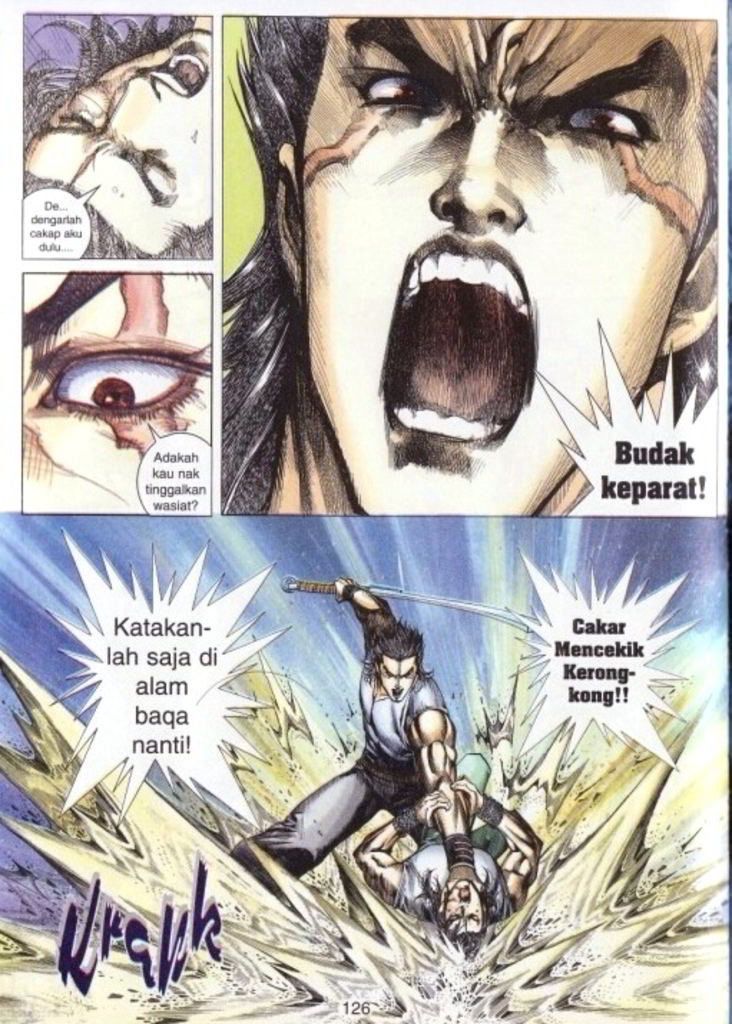 De...
dengarlah
cakap aku
dulu....
Adakah
kau nak
tinggalkan
wasiat?
Budak
keparat!
Katakan-
lah saja di
alam
baqa
nanti!
Cakar
Mencekik
Kerong-
kong!!
Krakk
126